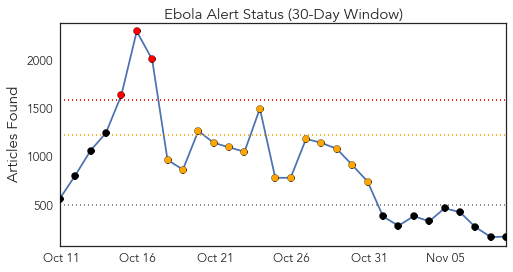 Ebola Alert Status (30-Day Window)
Articles Found
2000
1500
1000
500
Oct 11 Oct 16 Oct 21 Oct 26 Oct 31 Nov 05